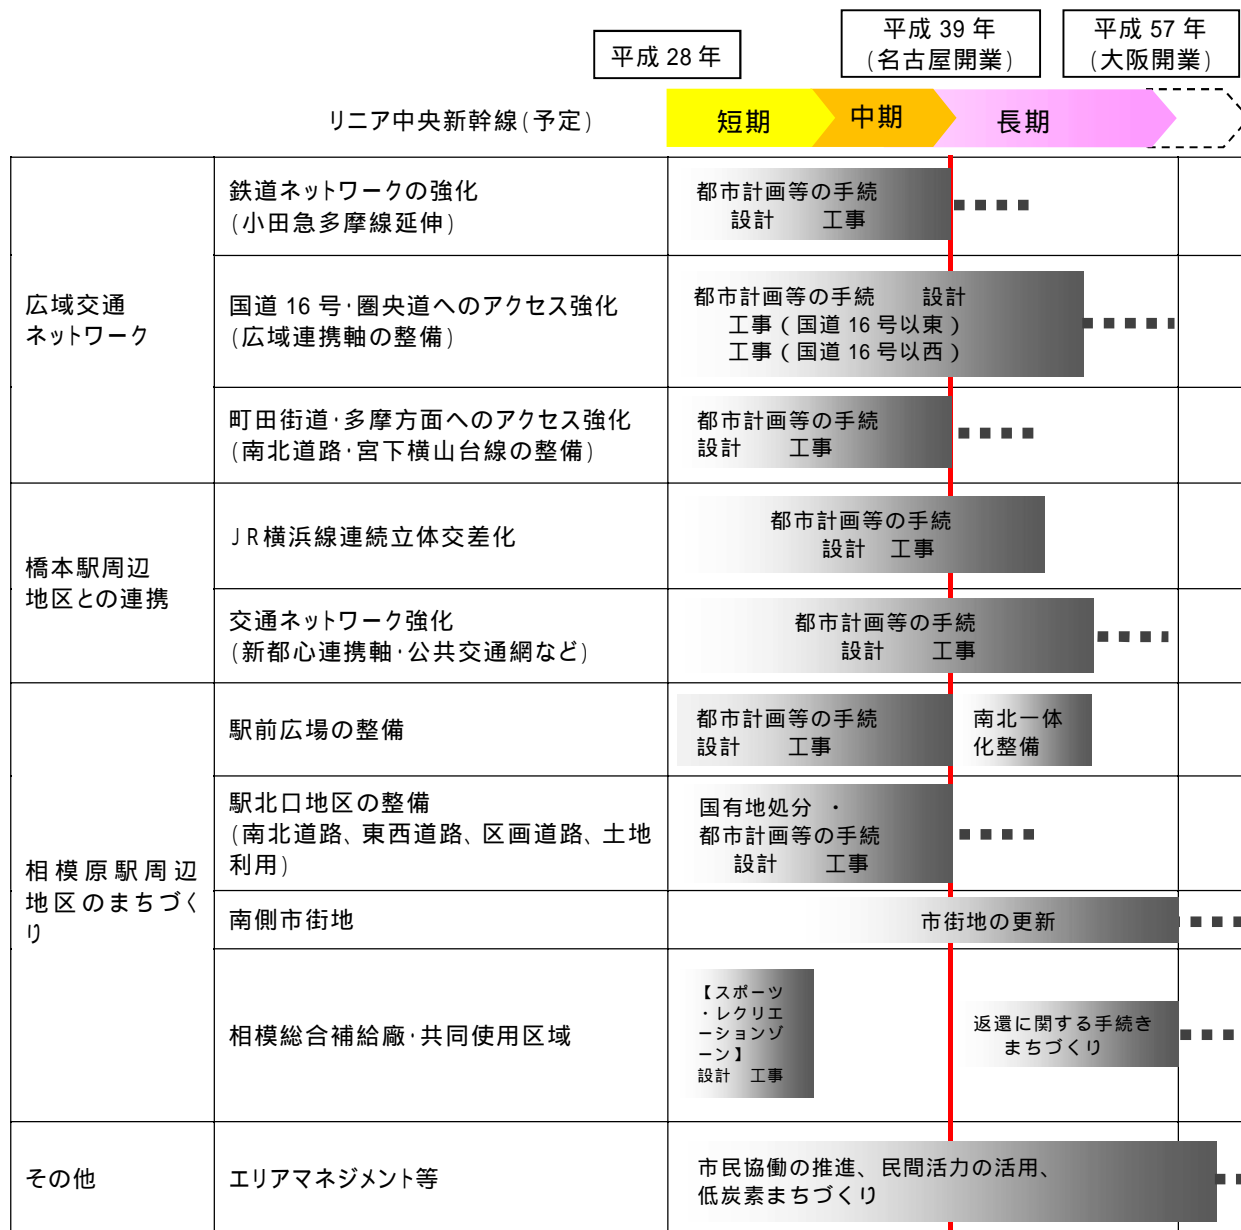 平成 28 年
平成 39 年
(名古屋開業)
平成 57 年
(大阪開業)
リニア中央新幹線(予定)
短期
中期
長期
広域交通
ネットワーク
鉄道ネットワークの強化
(小田急多摩線延伸)
都市計画等の手続
設計　　工事
国道 16 号・圏央道へのアクセス強化
(広域連携軸の整備)
都市計画等の手続　　設計
工事(国道 16 号以東)
工事(国道 16 号以西)
町田街道・多摩方面へのアクセス強化
(南北道路・宮下横山台線の整備)
都市計画等の手続
設計　　工事
橋本駅周辺
地区との連携
JR横浜線連続立体交差化
都市計画等の手続
設計　工事
交通ネットワーク強化
(新都心連携軸・公共交通網など)
都市計画等の手続
設計　　工事
相模原駅周辺
地区のまちづく
り
駅前広場の整備
都市計画等の手続
設計　　工事
南北一体
化整備
駅北口地区の整備
(南北道路、東西道路、区画道路、土地
利用)
国有地処分　・
都市計画等の手続
設計　　工事
南側市街地
市街地の更新
相模総合補給廠・共同使用区域
【スポーツ
・レクリエ
ーションゾ
ーン】
設計　工事
返還に関する手続き
まちづくり
その他
エリアマネジメント等
市民協働の推進、民間活力の活用、
低炭素まちづくり